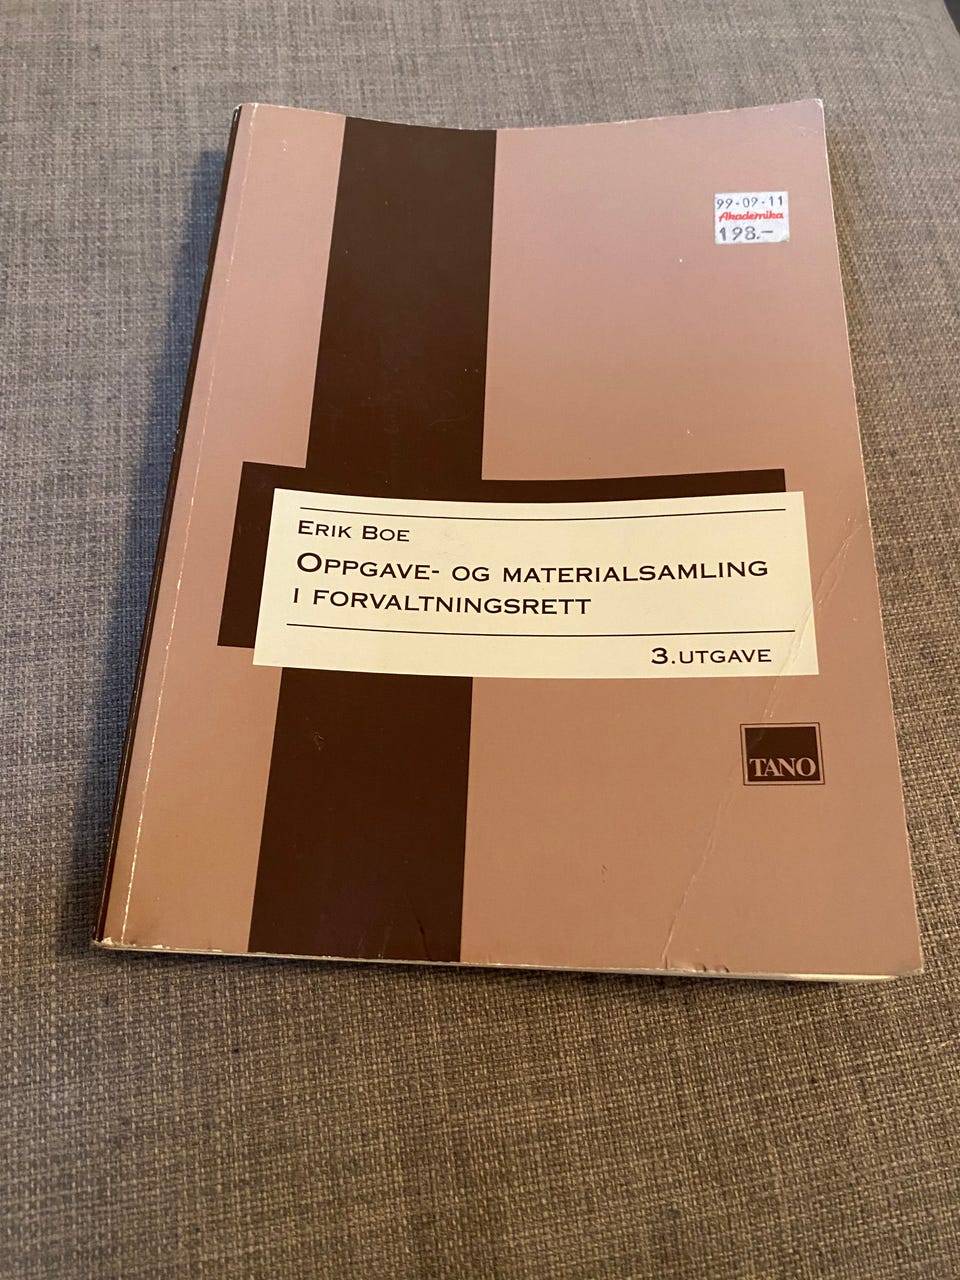 99-09-11
Akademika
198.-
ERIK BOE
OPPGAVE- OG MATERIALSAMLING
I FORVALTNINGSRETT
3.UTGAVE
TANO